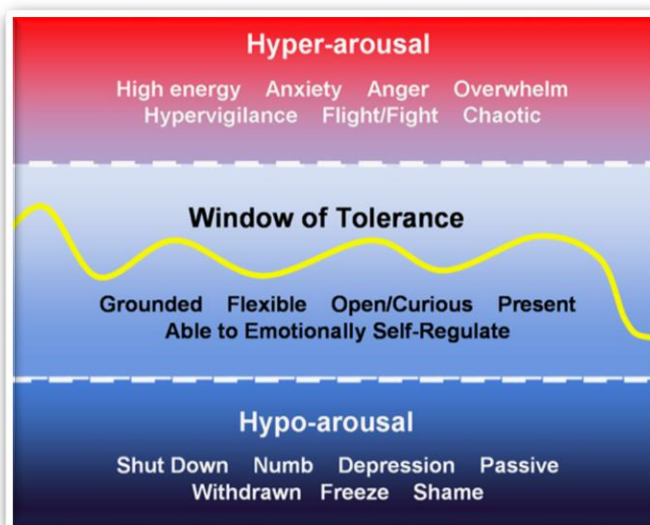 Hyper-arousal
High energy Anxiety Anger Overwhelm
Hypervigilance Flight/Fight Chaotic
Window of Tolerance
Grounded Flexible Open/Curious Present
Able to Emotionally Self-Regulate
Hypo-arousal
Shut Down Numb Depression Passive
Withdrawn Freeze Shame